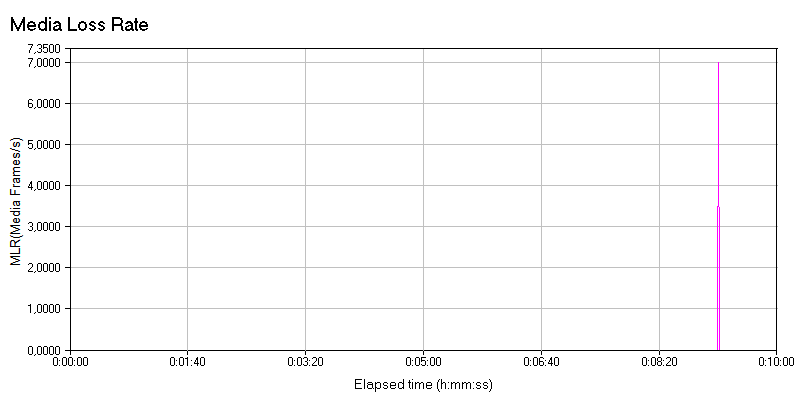 Media Loss Rate
7,3500
7,0000
6,0000
5,0000
4,0000
3,0000
2,0000
1,0000
0,0000
MLR(Media Frames/s)
0:00:00 0:01:40 0:03:20 0:05:00 0:06:40 0:08:20 0:10:00
Elapsed time (h:mm:ss)